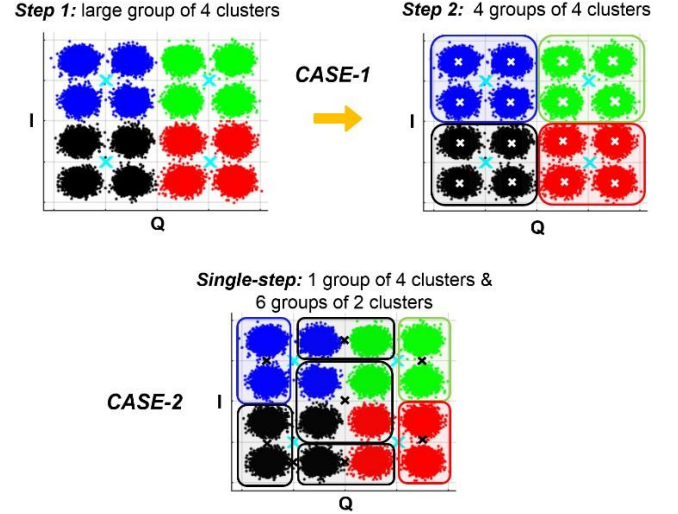 Step 1: large group of 4 clusters
Step 2: 4 groups of 4 clusters
CASE-1
I
I
Q
Q
Single-step: 1 group of 4 clusters &
6 groups of 2 clusters
CASE-2
I
Q